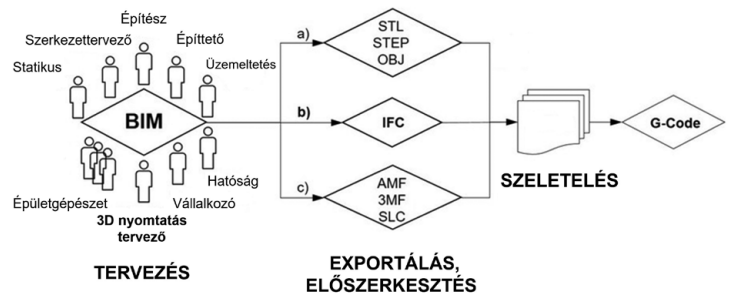 Építész
Szerkezettervező
Építtető
Statikus
Üzemeltetés
BIM
Hatóság
Épületgépészet
Vállalkozó
3D nyomtatás
tervező
TERVEZÉS
a)
STL
STEP
OBJ
b)
IFC
c)
AMF
3MF
SLC
EXPORTÁLÁS,
ELŐSZERKESZTÉS
SZELETELÉS
G-Code